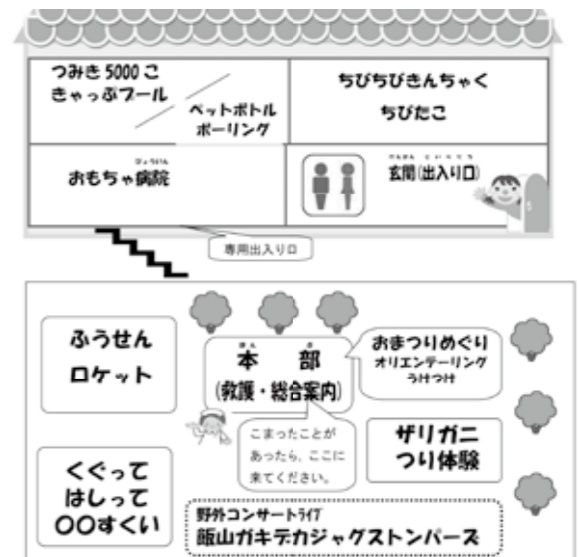 つみき5000こ
きゃっぷプール
ペットボトル
ボーリング
ちびちびきんちゃく
ちびたこ
びょういん
おもちゃ病院
げんかん でいりぐち
玄関(出入り口)
専用出入り口
ふうせん
ロケット
ほん ぶ
本 部
(救護・総合案内)
おまつりめぐり
オリエンテーリング
うけつけ
こまったことが
あったら、ここに
来てください。
ザリガニ
つり体験
くぐって
はしって
〇〇すくい
野外コンサートライブ
飯山ガキデカジャグストンパーズ